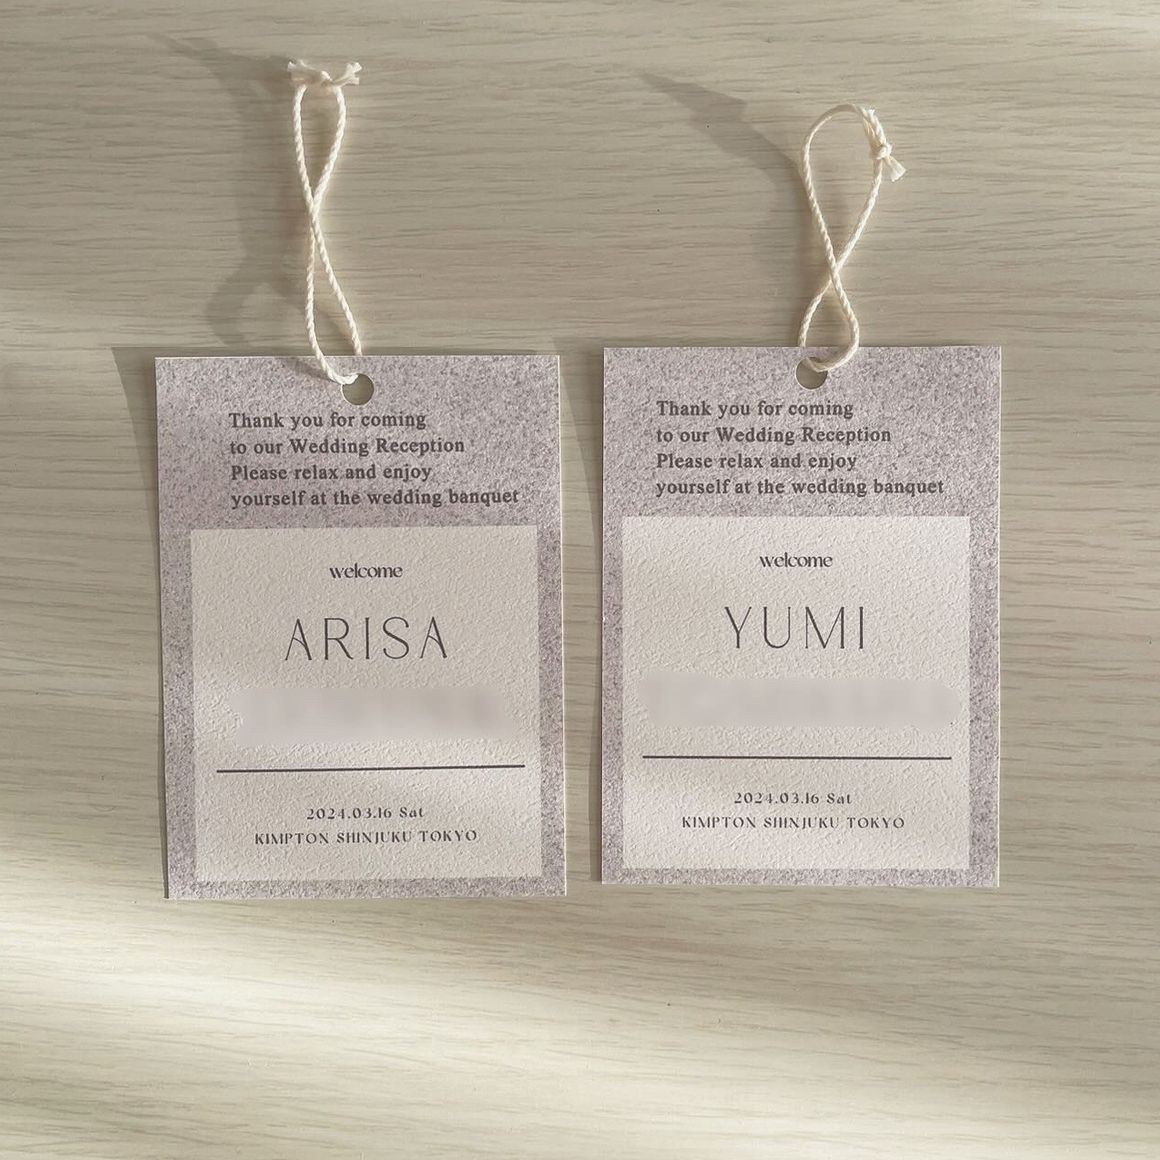 Thank you for coming
to our Wedding Reception
Please relax and enjoy
yourself at the wedding banquet
welcome
ARISA
2024.03.16 Sat
KIMPTON SHINJUKU TOKYO
Thank you for coming
to our Wedding Reception
Please relax and enjoy
yourself at the wedding banquet
welcome
YUMI
2024.03.16 Sat
KIMPTON SHINJUKU TOKYO